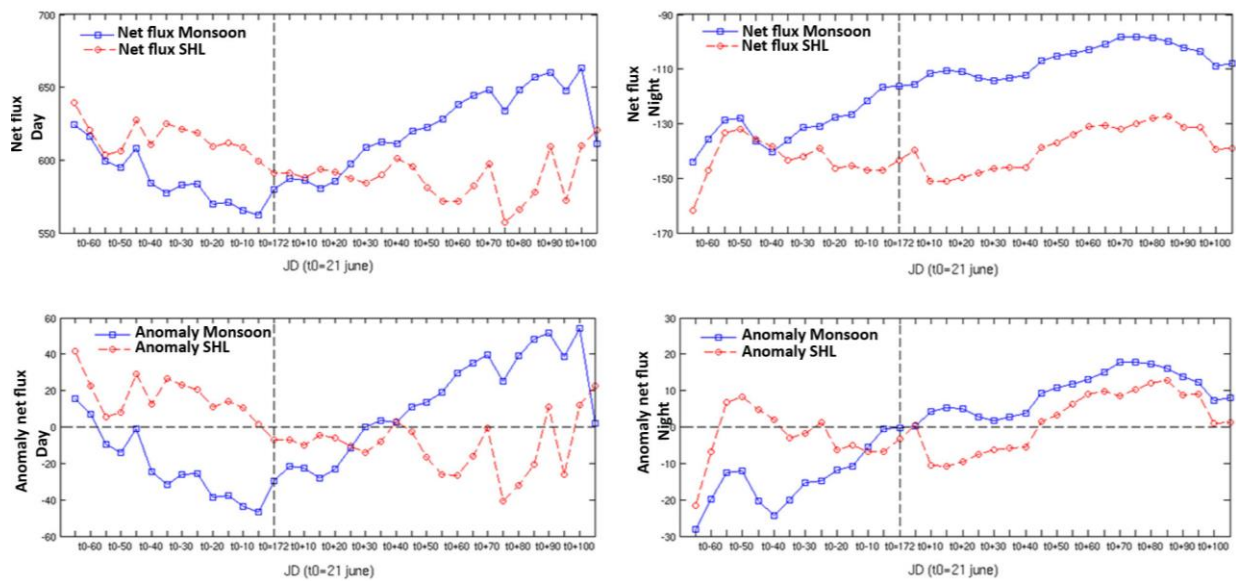 700
650
600
550
Net flux
Day
Net flux Monsoon
Net flux SHL
t0-60 t0-50 t0-40 t0-30 t0-20 t0-10 t0=172 t0+10 t0+20 t0+30 t0+40 t0+50 t0+60 t0+70 t0+80 t0+90 t0+100
JD (t0=21 june)
-90
-110
-130
-150
-170
Net flux
Night
Net flux Monsoon
Net flux SHL
t0-60 t0-50 t0-40 t0-30 t0-20 t0-10 t0=172 t0+10 t0+20 t0+30 t0+40 t0+50 t0+60 t0+70 t0+80 t0+90 t0+100
JD (t0=21 june)
60
40
20
0
-20
-40
-60
Anomaly net flux
Day
Anomaly Monsoon
Anomaly SHL
t0-60 t0-50 t0-40 t0-30 t0-20 t0-10 t0=172 t0+10 t0+20 t0+30 t0+40 t0+50 t0+60 t0+70 t0+80 t0+90 t0+100
JD (t0=21 june)
30
20
10
0
-10
-20
-30
Anomaly net flux
Night
Anomaly Monsoon
Anomaly SHL
t0-60 t0-50 t0-40 t0-30 t0-20 t0-10 t0=172 t0+10 t0+20 t0+30 t0+40 t0+50 t0+60 t0+70 t0+80 t0+90 t0+100
JD (t0=21 june)